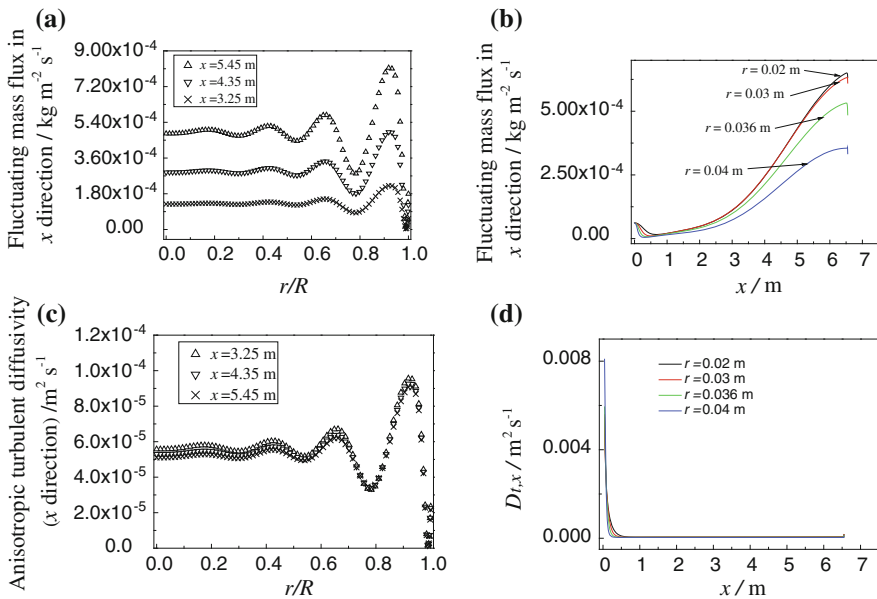 (a)
9.00x10-4
7.20x10-4
5.40x10-4
3.60x10-4
1.80x10-4
0.00
Fluctuating mass flux in
x direction / kg m-2 s-1
x=5.45 m
x=4.35 m
x=3.25 m
0.0 0.2 0.4 0.6 0.8 1.0
r/R
(b)
5.00x10-4
2.50x10-4
0.00
Fluctuating mass flux in
x direction / kg m-2 s-1
r = 0.02 m
r = 0.03 m
r = 0.036 m
r = 0.04 m
0 1 2 3 4 5 6 7
x / m
(c)
1.2x10-4
1.0x10-4
8.0x10-5
6.0x10-5
4.0x10-5
2.0x10-5
0.0
Anisotropic turbulent diffusivity
(x direction) /m2 s-1
x=3.25 m
x=4.35 m
x=5.45 m
0.0 0.2 0.4 0.6 0.8 1.0
r/R
(d)
0.008
0.004
0.000
Dt,x / m2 s-1
r =0.02 m
r =0.03 m
r =0.036 m
r =0.04 m
0 1 2 3 4 5 6 7
x / m